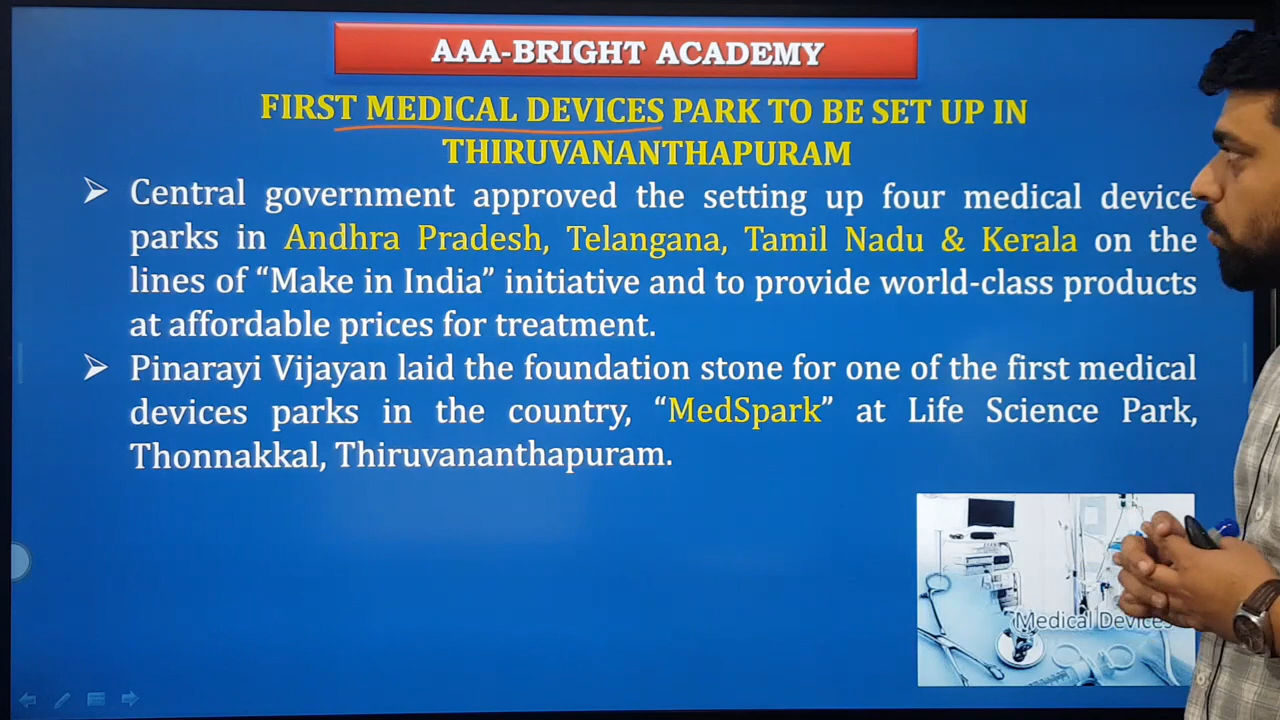 AAA-BRIGHT ACADEMY
FIRST MEDICAL DEVICES PARK TO BE SET UP IN
THIRUVANANTHAPURAM
➢ Central government approved the setting up four medical device
parks in Andhra Pradesh, Telangana, Tamil Nadu & Kerala on the
lines of “Make in India” initiative and to provide world-class products
at affordable prices for treatment.
➢ Pinarayi Vijayan laid the foundation stone for one of the first medical
devices parks in the country, “MedSpark” at Life Science Park,
Thonnakkal, Thiruvananthapuram.
Medical Devices